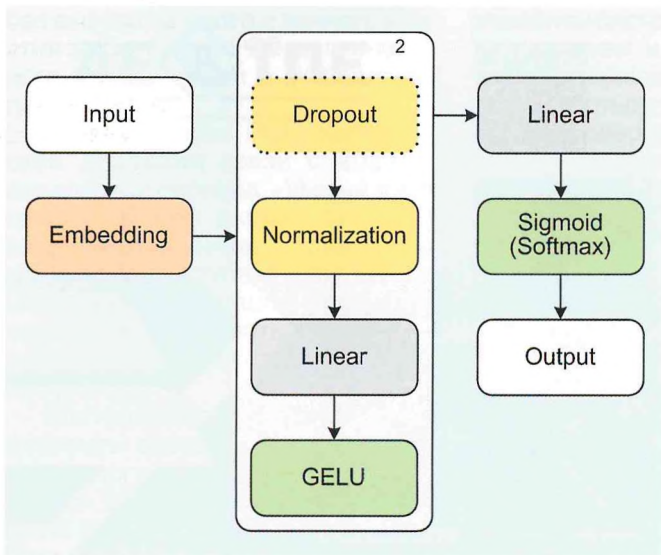 Input
Embedding
2
Dropout
Normalization
Linear
GELU
Linear
Sigmoid
(Softmax)
Output